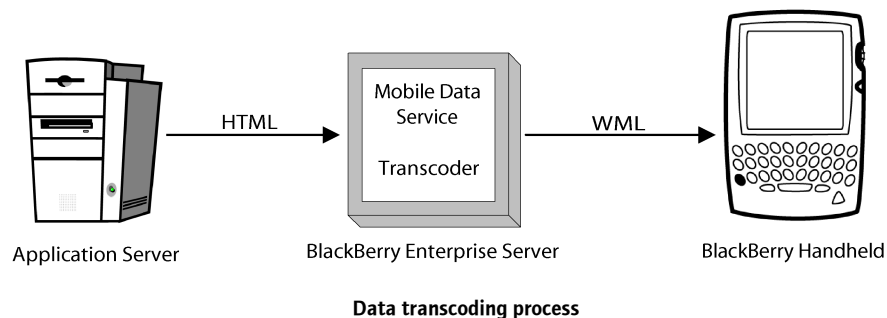 HTML
Mobile Data
Service
Transcoder
WML
Application Server
BlackBerry Enterprise Server
BlackBerry Handheld
Data transcoding process